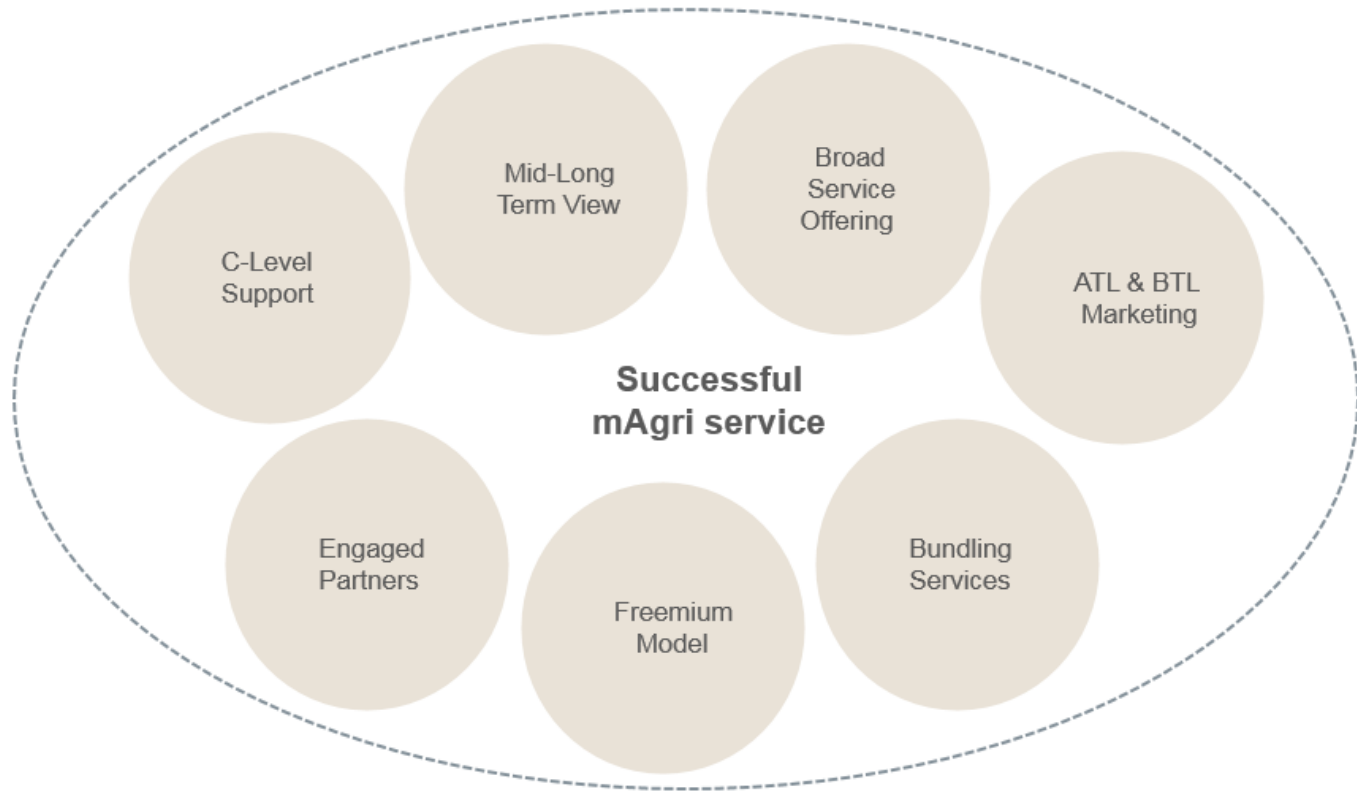 Mid-Long
Term View
Broad
Service
Offering
C-Level
Support
ATL & BTL
Marketing
Successful
mAgri service
Engaged
Partners
Freemium
Model
Bundling
Services